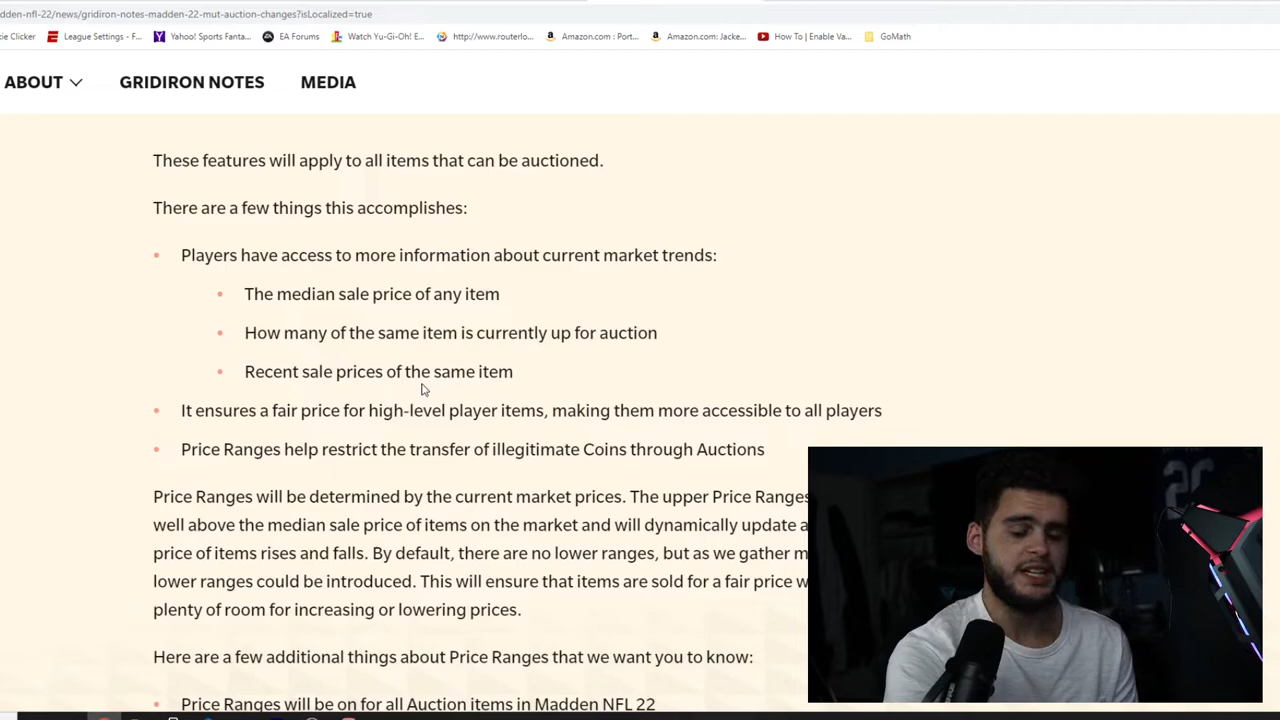 dden-nfl-22/news/gridiron-notes-madden-22-mut-auction-changes?isLocalized=true
ie Clicker League Settings - F... Yahoo! Sports Fanta... EA Forums Watch Yu-Gi-Oh! E... http://www.routerlo... Amazon.com : Port... Amazon.com: Jacke... How To | Enable Va... GoMath
ABOUT GRIDIRON NOTES MEDIA
These features will apply to all items that can be auctioned.
There are a few things this accomplishes:
• Players have access to more information about current market trends:
• The median sale price of any item
• How many of the same item is currently up for auction
• Recent sale prices of the same item
• It ensures a fair price for high-level player items, making them more accessible to all players
• Price Ranges help restrict the transfer of illegitimate Coins through Auctions
Price Ranges will be determined by the current market prices. The upper Price Ranges
well above the median sale price of items on the market and will dynamically update a
price of items rises and falls. By default, there are no lower ranges, but as we gather m
lower ranges could be introduced. This will ensure that items are sold for a fair price w
plenty of room for increasing or lowering prices.
Here are a few additional things about Price Ranges that we want you to know:
• Price Ranges will be on for all Auction items in Madden NFL 22